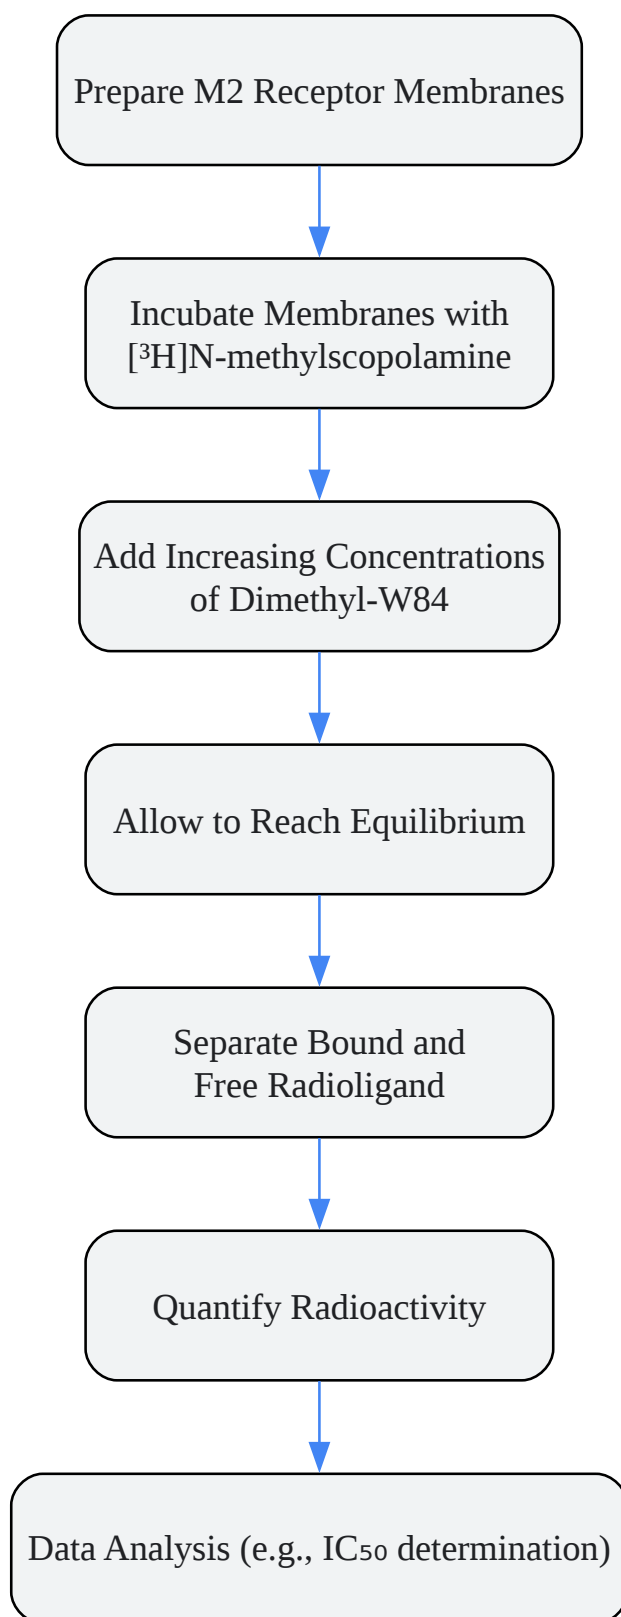 Prepare M2 Receptor Membranes
Incubate Membranes with
[³H]N-methylscopolamine
Add Increasing Concentrations
of Dimethyl-W84
Allow to Reach Equilibrium
Separate Bound and
Free Radioligand
Quantify Radioactivity
Data Analysis (e.g., IC₅₀ determination)